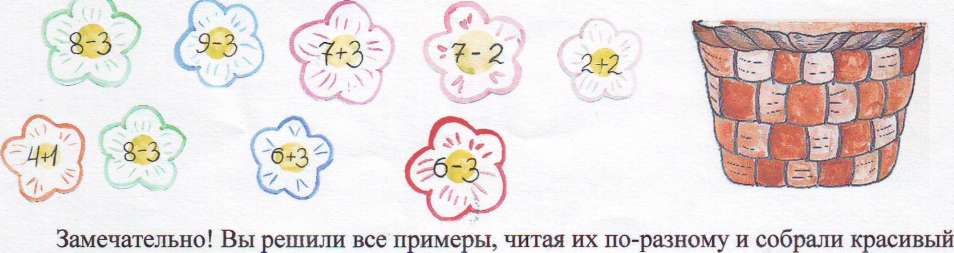 8-3 9-3 7+3 7-2 2+2
4+1 8-3 6+3 6-3
Замечательно! Вы решили все примеры, читая их по-разному и собрали красивый